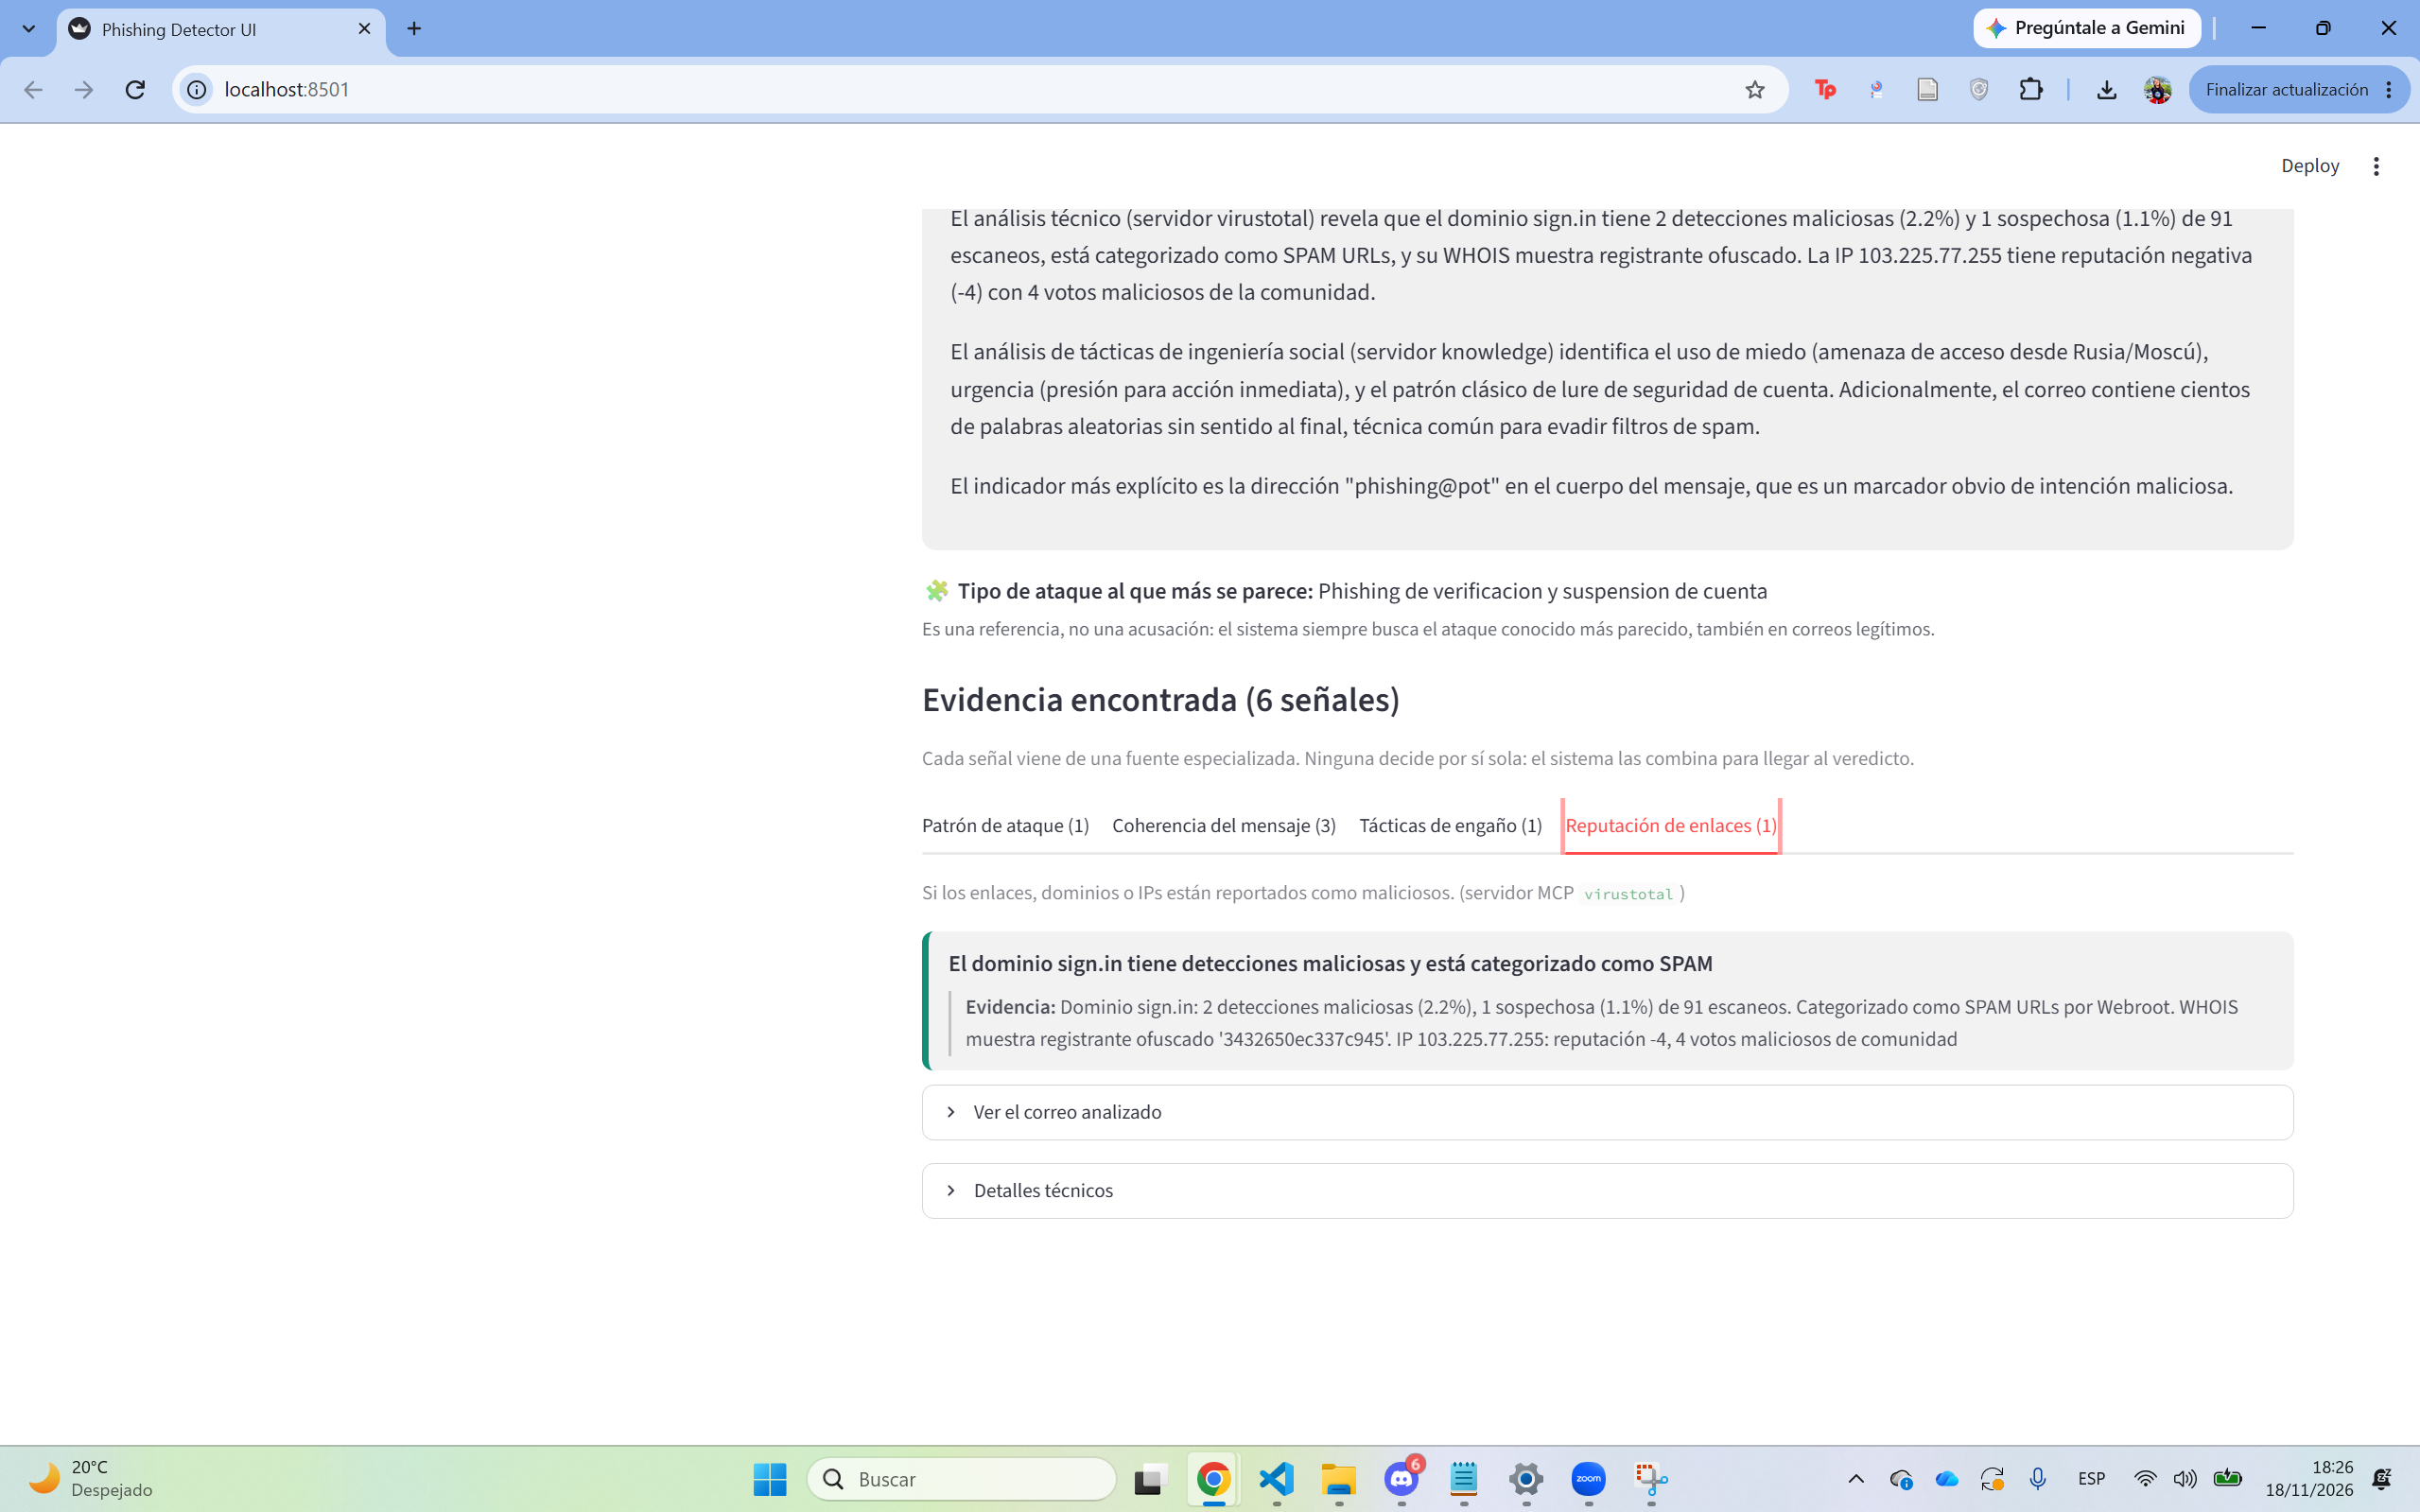 Phishing Detector UI
Pregúntale a Gemini
localhost:8501
Tp
Finalizar actualización
Deploy
El análisis técnico (servidor virustotal) revela que el dominio sign.in tiene 2 detecciones maliciosas (2.2%) y 1 sospechosa (1.1%) de 91
escaneos, está categorizado como SPAM URLs, y su WHOIS muestra registrante ofuscado. La IP 103.225.77.255 tiene reputación negativa
(-4) con 4 votos maliciosos de la comunidad.
El análisis de tácticas de ingeniería social (servidor knowledge) identifica el uso de miedo (amenaza de acceso desde Rusia/Moscú),
urgencia (presión para acción inmediata), y el patrón clásico de lure de seguridad de cuenta. Adicionalmente, el correo contiene cientos
de palabras aleatorias sin sentido al final, técnica común para evadir filtros de spam.
El indicador más explícito es la dirección "phishing@pot" en el cuerpo del mensaje, que es un marcador obvio de intención maliciosa.
Tipo de ataque al que más se parece: Phishing de verificacion y suspension de cuenta
Es una referencia, no una acusación: el sistema siempre busca el ataque conocido más parecido, también en correos legítimos.
Evidencia encontrada (6 señales)
Cada señal viene de una fuente especializada. Ninguna decide por sí sola: el sistema las combina para llegar al veredicto.
Patrón de ataque (1) Coherencia del mensaje (3) Tácticas de engaño (1) Reputación de enlaces (1)
Si los enlaces, dominios o IPs están reportados como maliciosos. (servidor MCP virustotal)
El dominio sign.in tiene detecciones maliciosas y está categorizado como SPAM
Evidencia: Dominio sign.in: 2 detecciones maliciosas (2.2%), 1 sospechosa (1.1%) de 91 escaneos. Categorizado como SPAM URLs por Webroot. WHOIS
muestra registrante ofuscado '3432650ec337c945'. IP 103.225.77.255: reputación -4, 4 votos maliciosos de comunidad
Ver el correo analizado
Detalles técnicos
20°C
Despejado
Buscar
6
zoom
ESP
18:26
18/11/2026